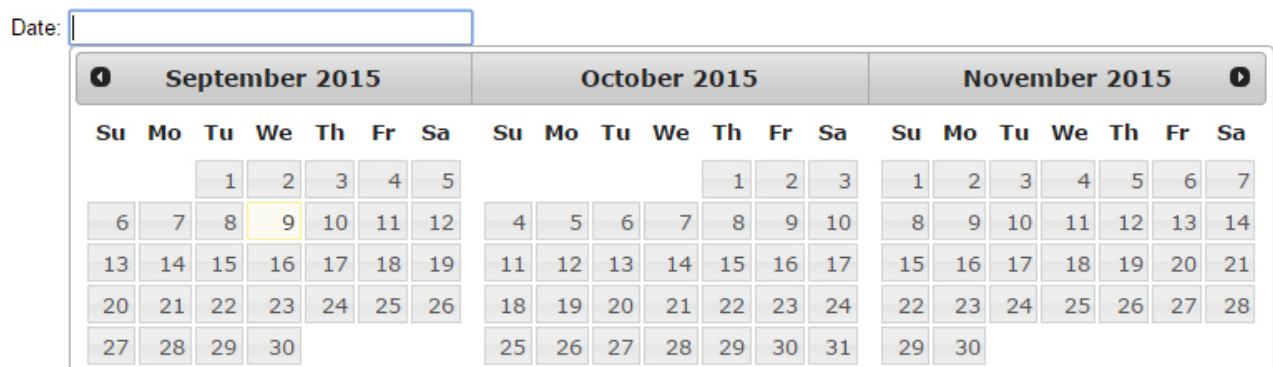 Date:
September 2015 October 2015 November 2015
Su Mo Tu We Th Fr Sa Su Mo Tu We Th Fr Sa Su Mo Tu We Th Fr Sa
1 2 3 4 5 1 2 3 1 2 3 4 5 6 7
6 7 8 9 10 11 12 4 5 6 7 8 9 10 8 9 10 11 12 13 14
13 14 15 16 17 18 19 11 12 13 14 15 16 17 15 16 17 18 19 20 21
20 21 22 23 24 25 26 18 19 20 21 22 23 24 22 23 24 25 26 27 28
27 28 29 30 25 26 27 28 29 30 31 29 30